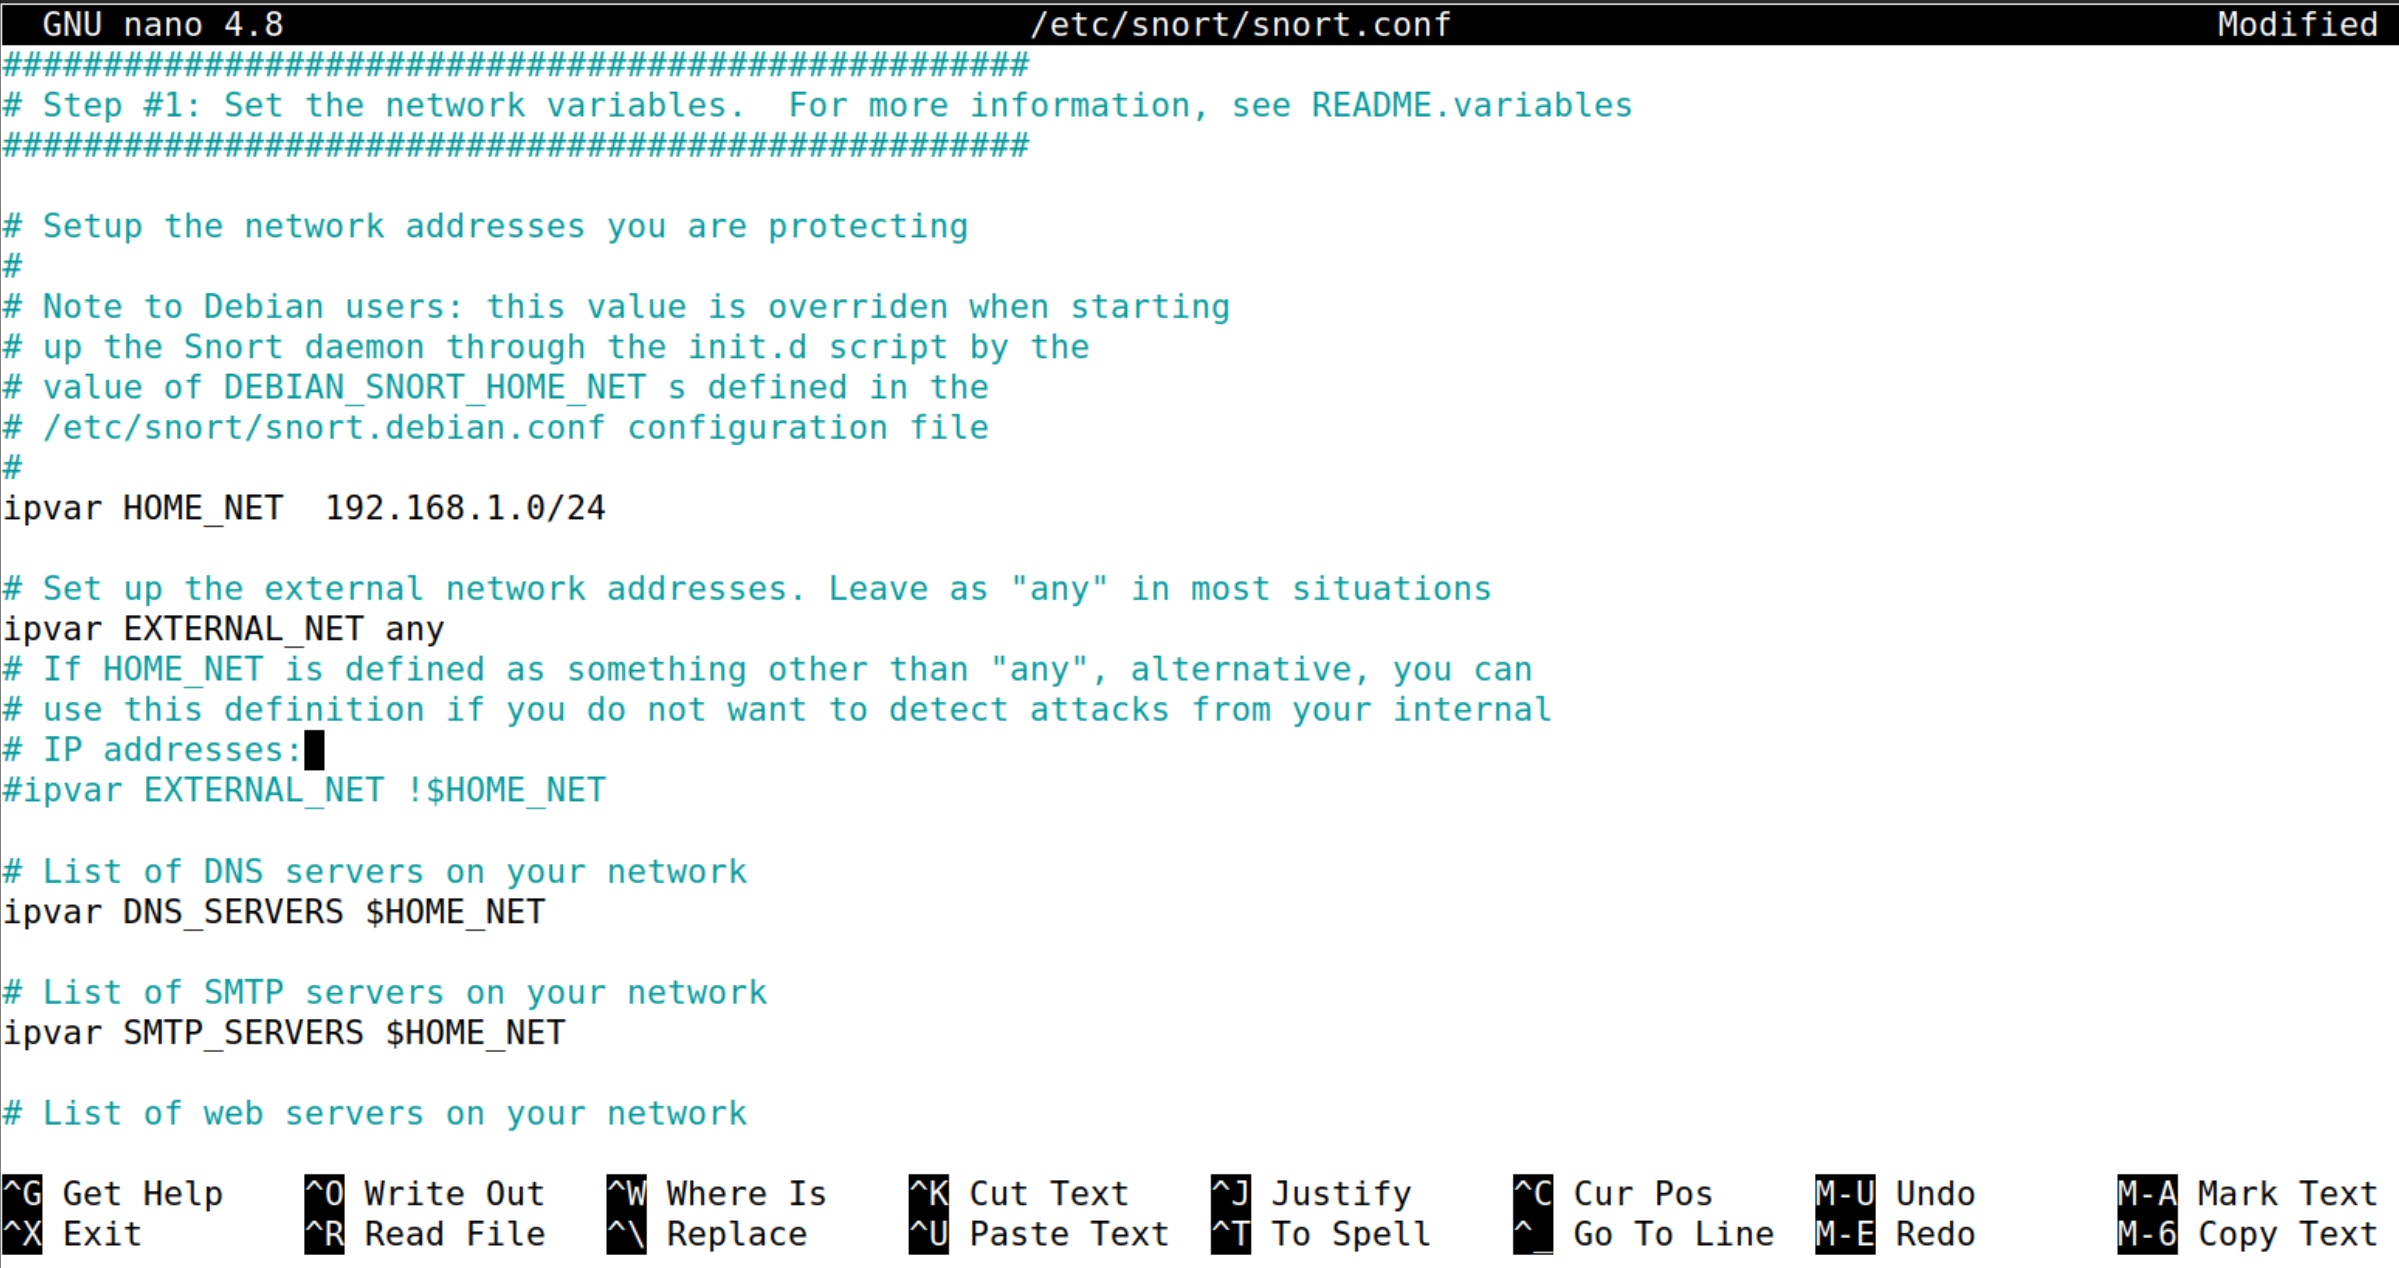 GNU nano 4.8 /etc/snort/snort.conf Modified
###################################################
# Step #1: Set the network variables.  For more information, see README.variables
###################################################

# Setup the network addresses you are protecting
#
# Note to Debian users: this value is overriden when starting
# up the Snort daemon through the init.d script by the
# value of DEBIAN_SNORT_HOME_NET s defined in the
# /etc/snort/snort.debian.conf configuration file
#
ipvar HOME_NET  192.168.1.0/24

# Set up the external network addresses. Leave as "any" in most situations
ipvar EXTERNAL_NET any
# If HOME_NET is defined as something other than "any", alternative, you can
# use this definition if you do not want to detect attacks from your internal
# IP addresses:
#ipvar EXTERNAL_NET !$HOME_NET

# List of DNS servers on your network
ipvar DNS_SERVERS $HOME_NET

# List of SMTP servers on your network
ipvar SMTP_SERVERS $HOME_NET

# List of web servers on your network

^G Get Help ^O Write Out ^W Where Is ^K Cut Text ^J Justify ^C Cur Pos M-U Undo M-A Mark Text
^X Exit ^R Read File ^\ Replace ^U Paste Text ^T To Spell ^_ Go To Line M-E Redo M-6 Copy Text